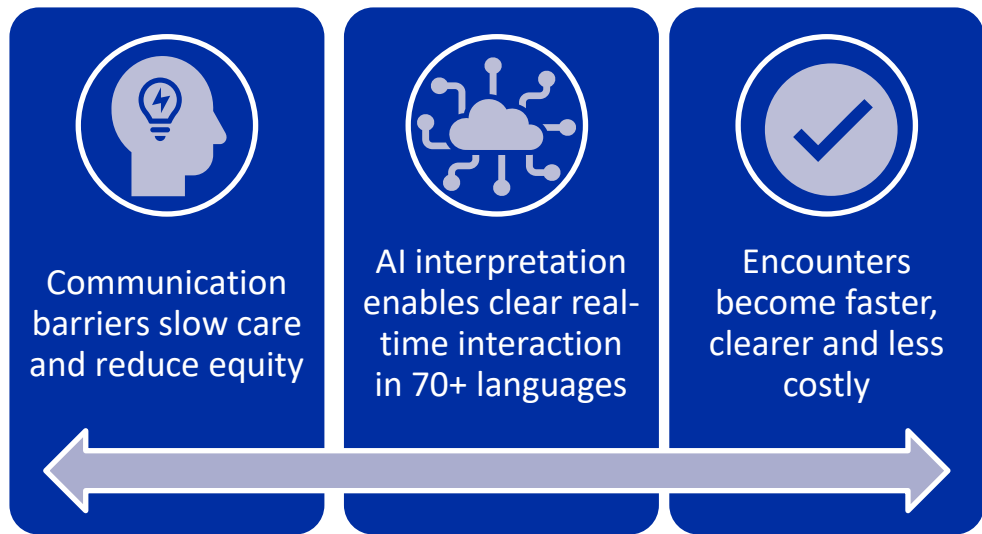 Communication
barriers slow care
and reduce equity
AI interpretation
enables clear real-
time interaction
in 70+ languages
Encounters
become faster,
clearer and less
costly